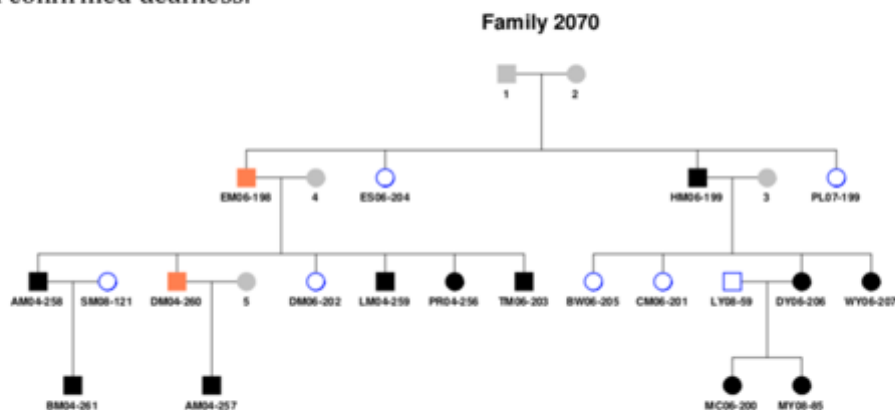 confirmed deafness.
Family 2070
1 2
EM06-198 4 ES06-204 HM06-199 3 PL07-199
AM04-258 SM08-121 DM04-260 5 DM06-202 LM04-259 PR04-256 TM06-203 BW06-205 CM06-201 LY08-59 DY06-206 WY06-207
BM04-261 AM04-257 MC06-200 MY08-85